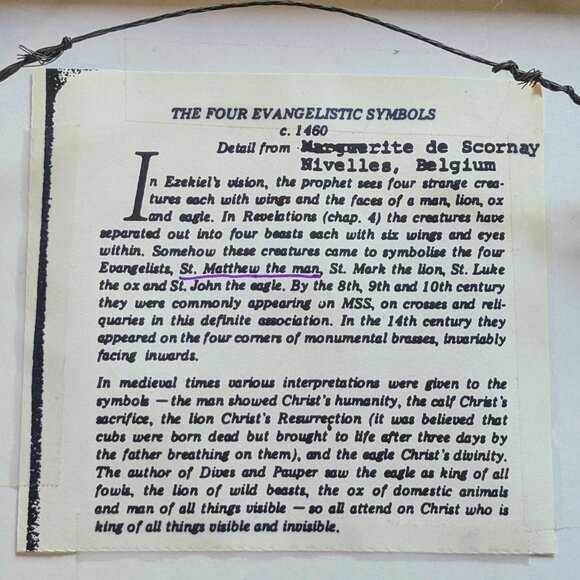 THE FOUR EVANGELISTIC SYMBOLS
c. 1460
Detail from Marguerite de Scornay
Nivelles, Belgium
In Ezekiel's vision, the prophet sees four strange crea-
tures each with wings and the faces of a man, lion, ox
and eagle. In Revelations (chap. 4) the creatures have
separated out into four beasts each with six wings and eyes
within. Somehow these creatures came to symbolise the four
Evangelists, St. Matthew the man, St. Mark the lion, St. Luke
the ox and St. John the eagle. By the 8th, 9th and 10th century
they were commonly appearing on MSS, on crosses and reli-
quaries in this definite association. In the 14th century they
appeared on the four corners of monumental brasses, invariably
facing inwards.
In medieval times various interpretations were given to the
symbols — the man showed Christ's humanity, the calf Christ's
sacrifice, the lion Christ's Resurrection (it was believed that
cubs were born dead but brought to life after three days by
the father breathing on them), and the eagle Christ's divinity.
The author of Dives and Pauper saw the eagle as king of all
fowls, the lion of wild beasts, the ox of domestic animals
and man of all things visible — so all attend on Christ who is
king of all things visible and invisible.